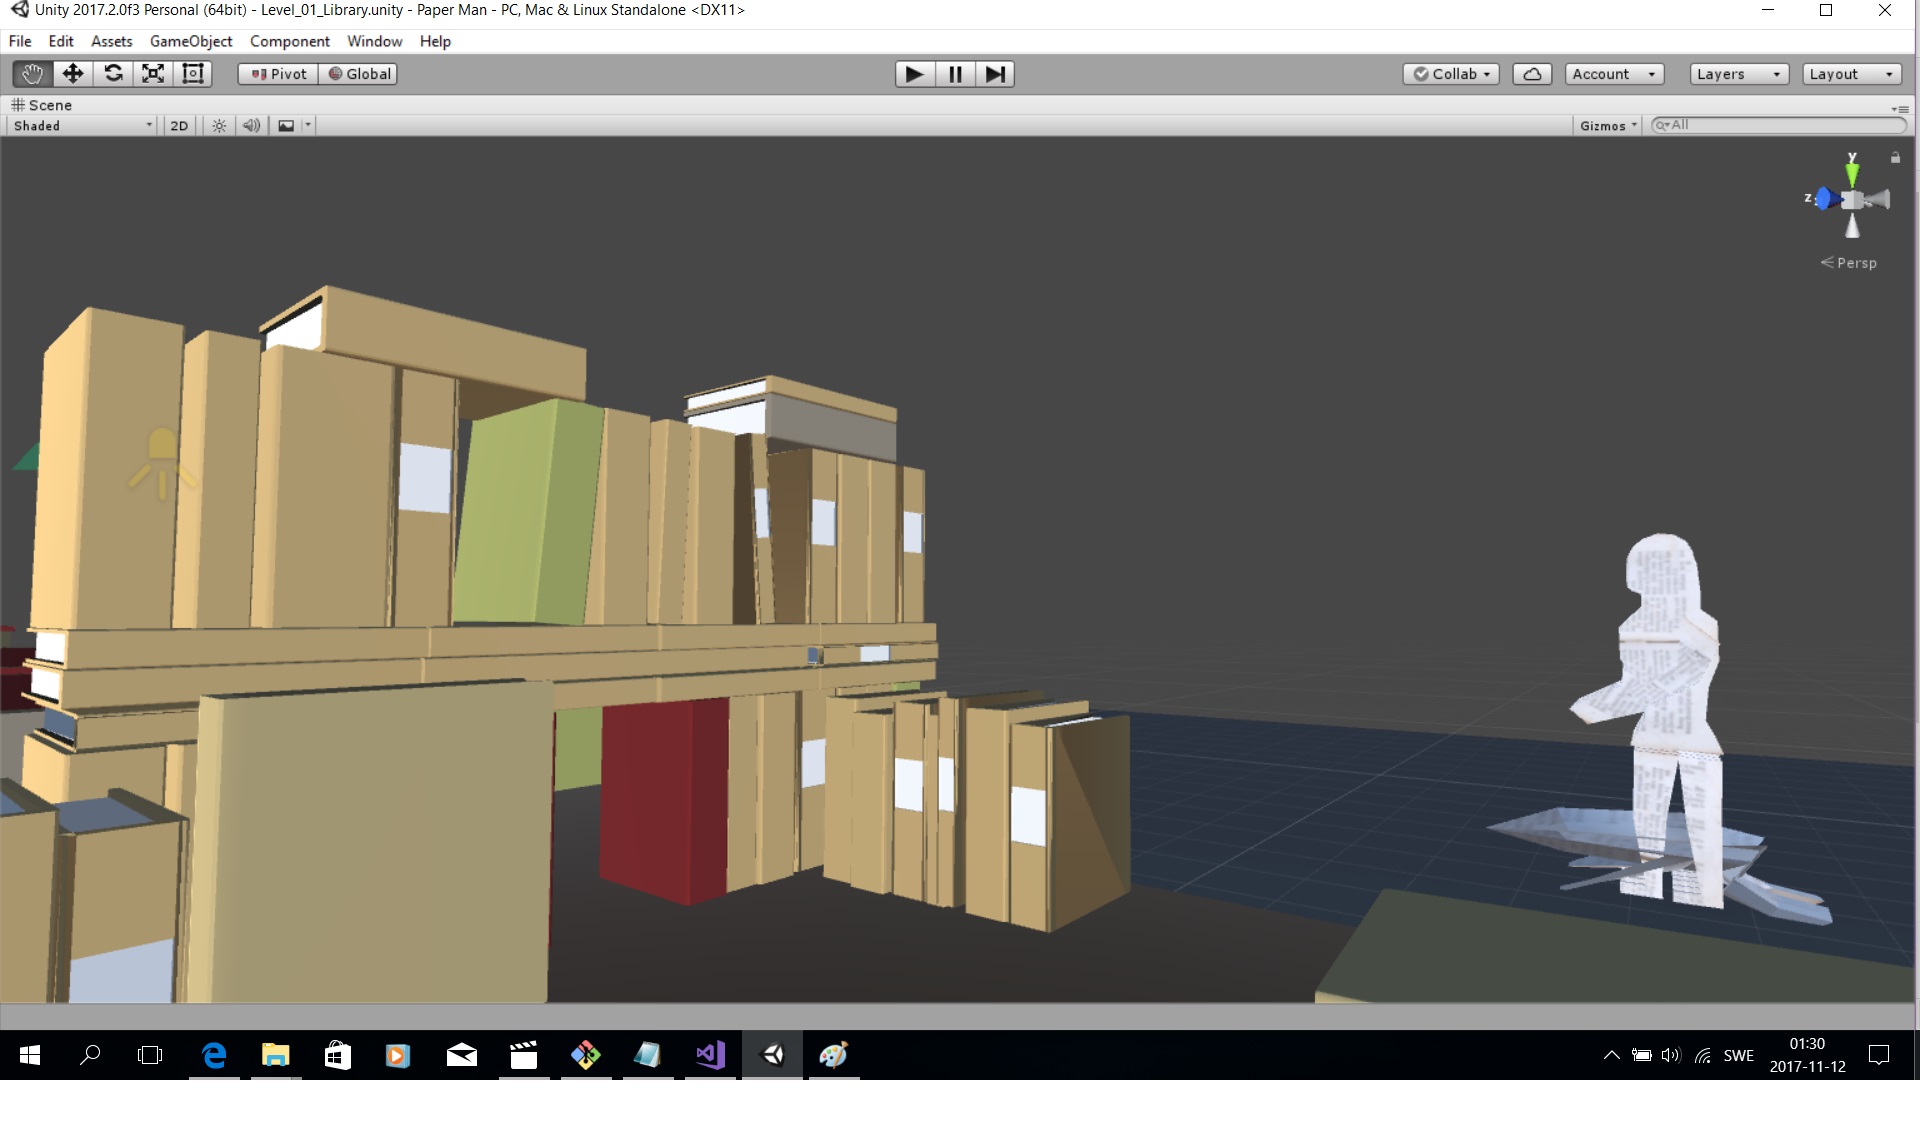 Unity 2017.2.0f3 Personal (64bit) - Level_01_Library.unity - Paper Man - PC, Mac & Linux Standalone <DX11>
File Edit Assets GameObject Component Window Help
Pivot Global Collab Account Layers Layout
Scene
Shaded 2D Gizmos All
y
z
Persp
SWE
01:30
2017-11-12